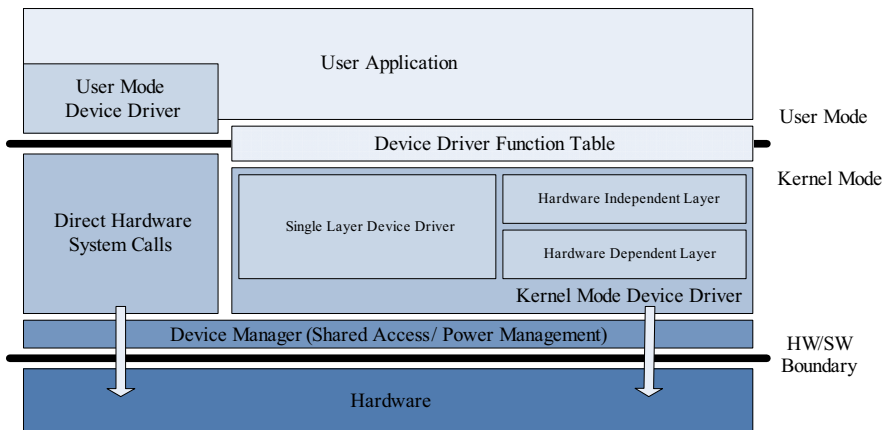 User Application
User Mode
Device Driver
User Mode
Device Driver Function Table
Kernel Mode
Direct Hardware
System Calls
Single Layer Device Driver
Hardware Independent Layer
Hardware Dependent Layer
Kernel Mode Device Driver
Device Manager (Shared Access/ Power Management)
HW/SW
Boundary
Hardware